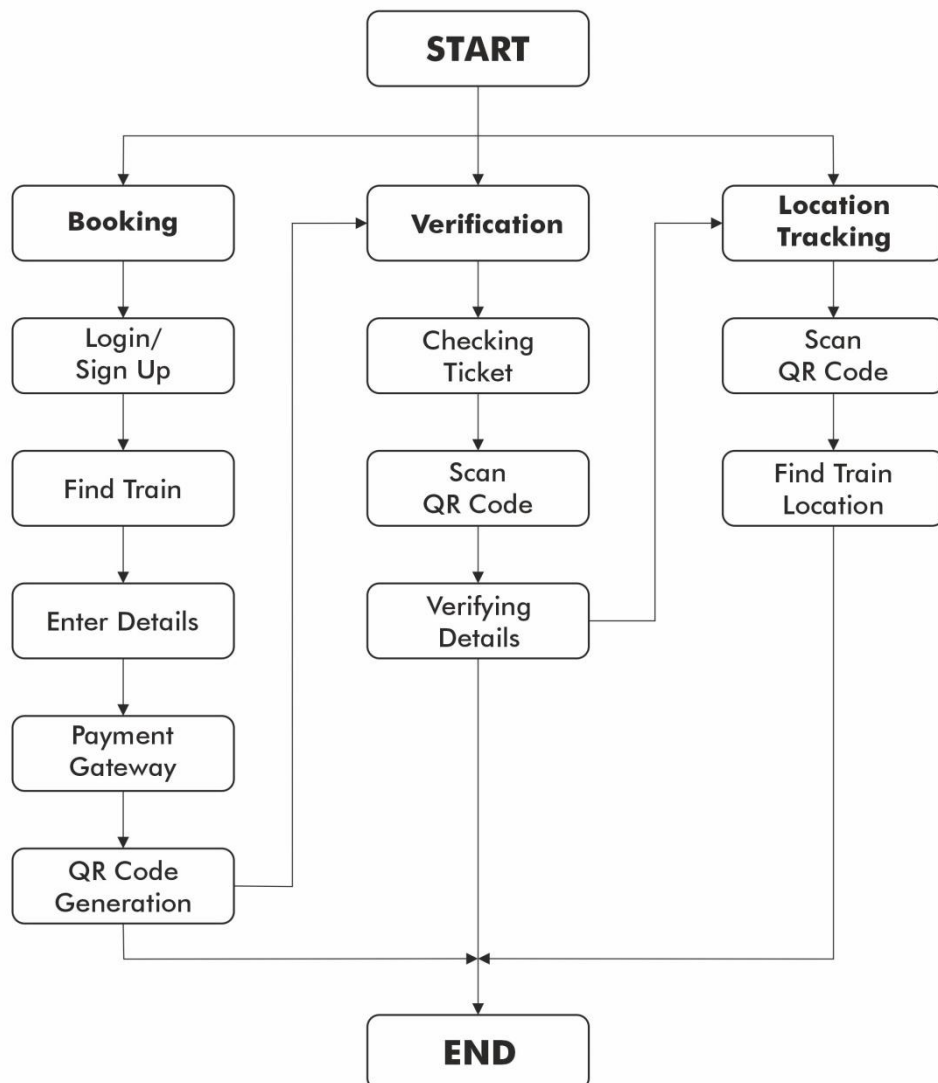 START
Booking
Verification
Location
Tracking
Login/
Sign Up
Checking
Ticket
Scan
QR Code
Find Train
Scan
QR Code
Find Train
Location
Enter Details
Verifying
Details
Payment
Gateway
QR Code
Generation
END